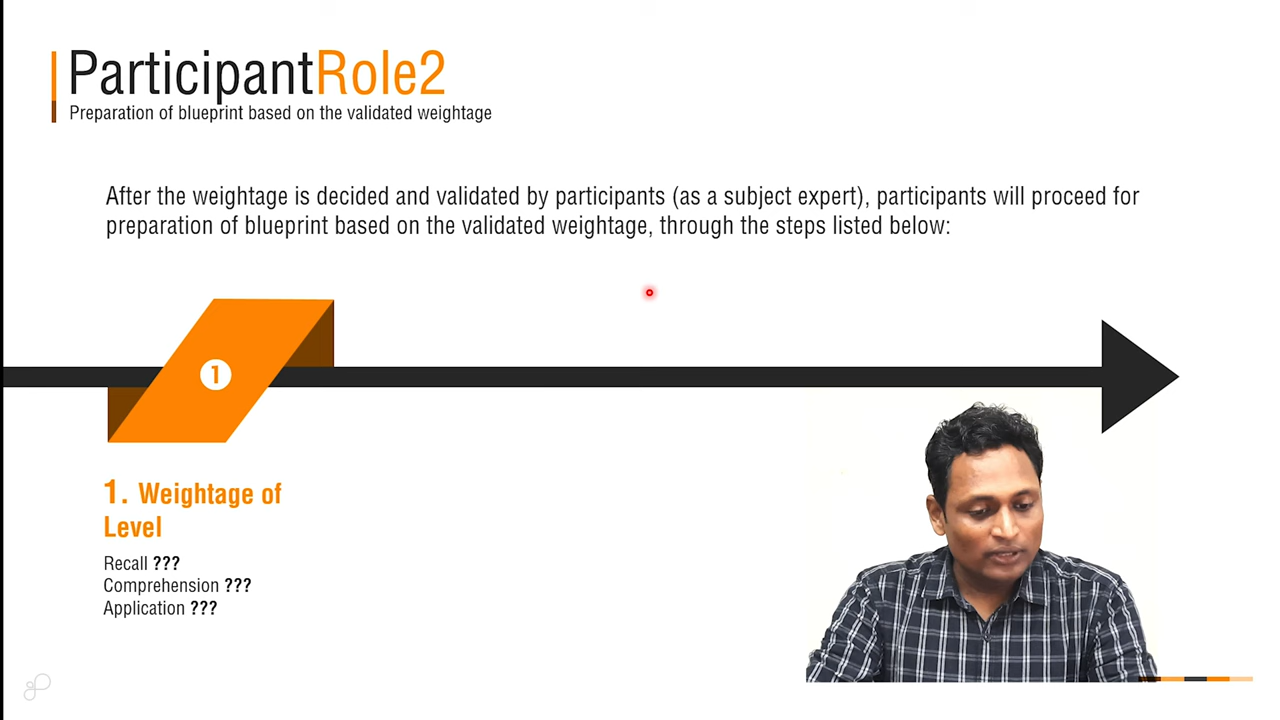 ParticipantRole2
Preparation of blueprint based on the validated weightage
After the weightage is decided and validated by participants (as a subject expert), participants will proceed for
preparation of blueprint based on the validated weightage, through the steps listed below:
1
1. Weightage of
Level
Recall ???
Comprehension ???
Application ???